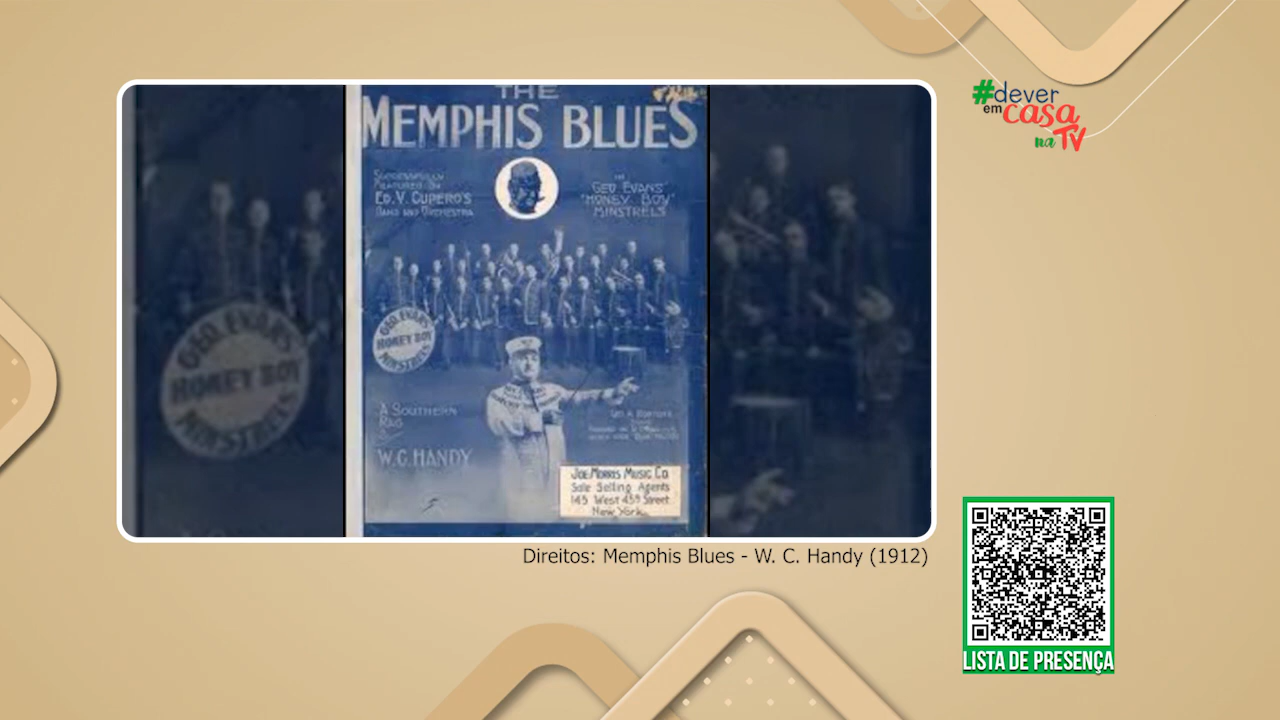 #dever
em casa
na TV
THE
MEMPHIS BLUES
SUCCESSFULLY
FEATURED BY
ED. V. CUPERO'S
BAND AND ORCHESTRA
IN
GEO. EVANS'
"HONEY BOY"
MINSTRELS
GEO. EVANS'
HONEY BOY
MINSTRELS
GEO. EVANS'
HONEY BOY
MINSTRELS
A SOUTHERN
RAG
W.C. HANDY
JOE MORRIS MUSIC CO.
Sole Selling Agents
145 West 45th Street
New York
Direitos: Memphis Blues - W. C. Handy (1912)
LISTA DE PRESENÇA